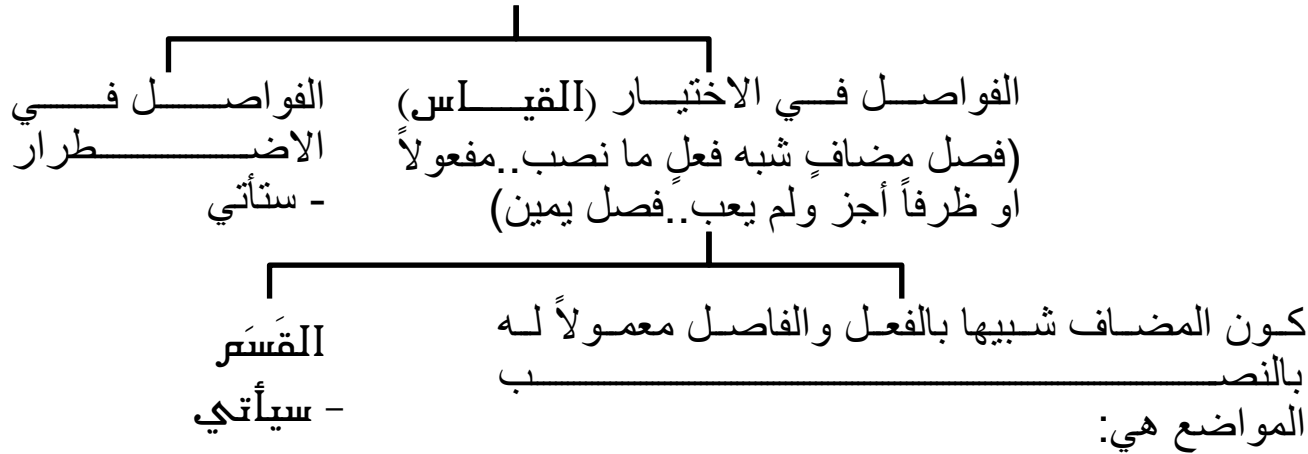 الفواصل في الاختيار (القياس)
(فصل مضافٍ شبه فعلٍ ما نصب..مفعولاً
او ظرفاً أجز ولم يعب..فصل يمين)
الفواصل في
الاضطرار
- ستأتي
كون المضاف شبيها بالفعل والفاصل معمولاً له
بالنصب
المواضع هي:
القَسَم
- سيأتي